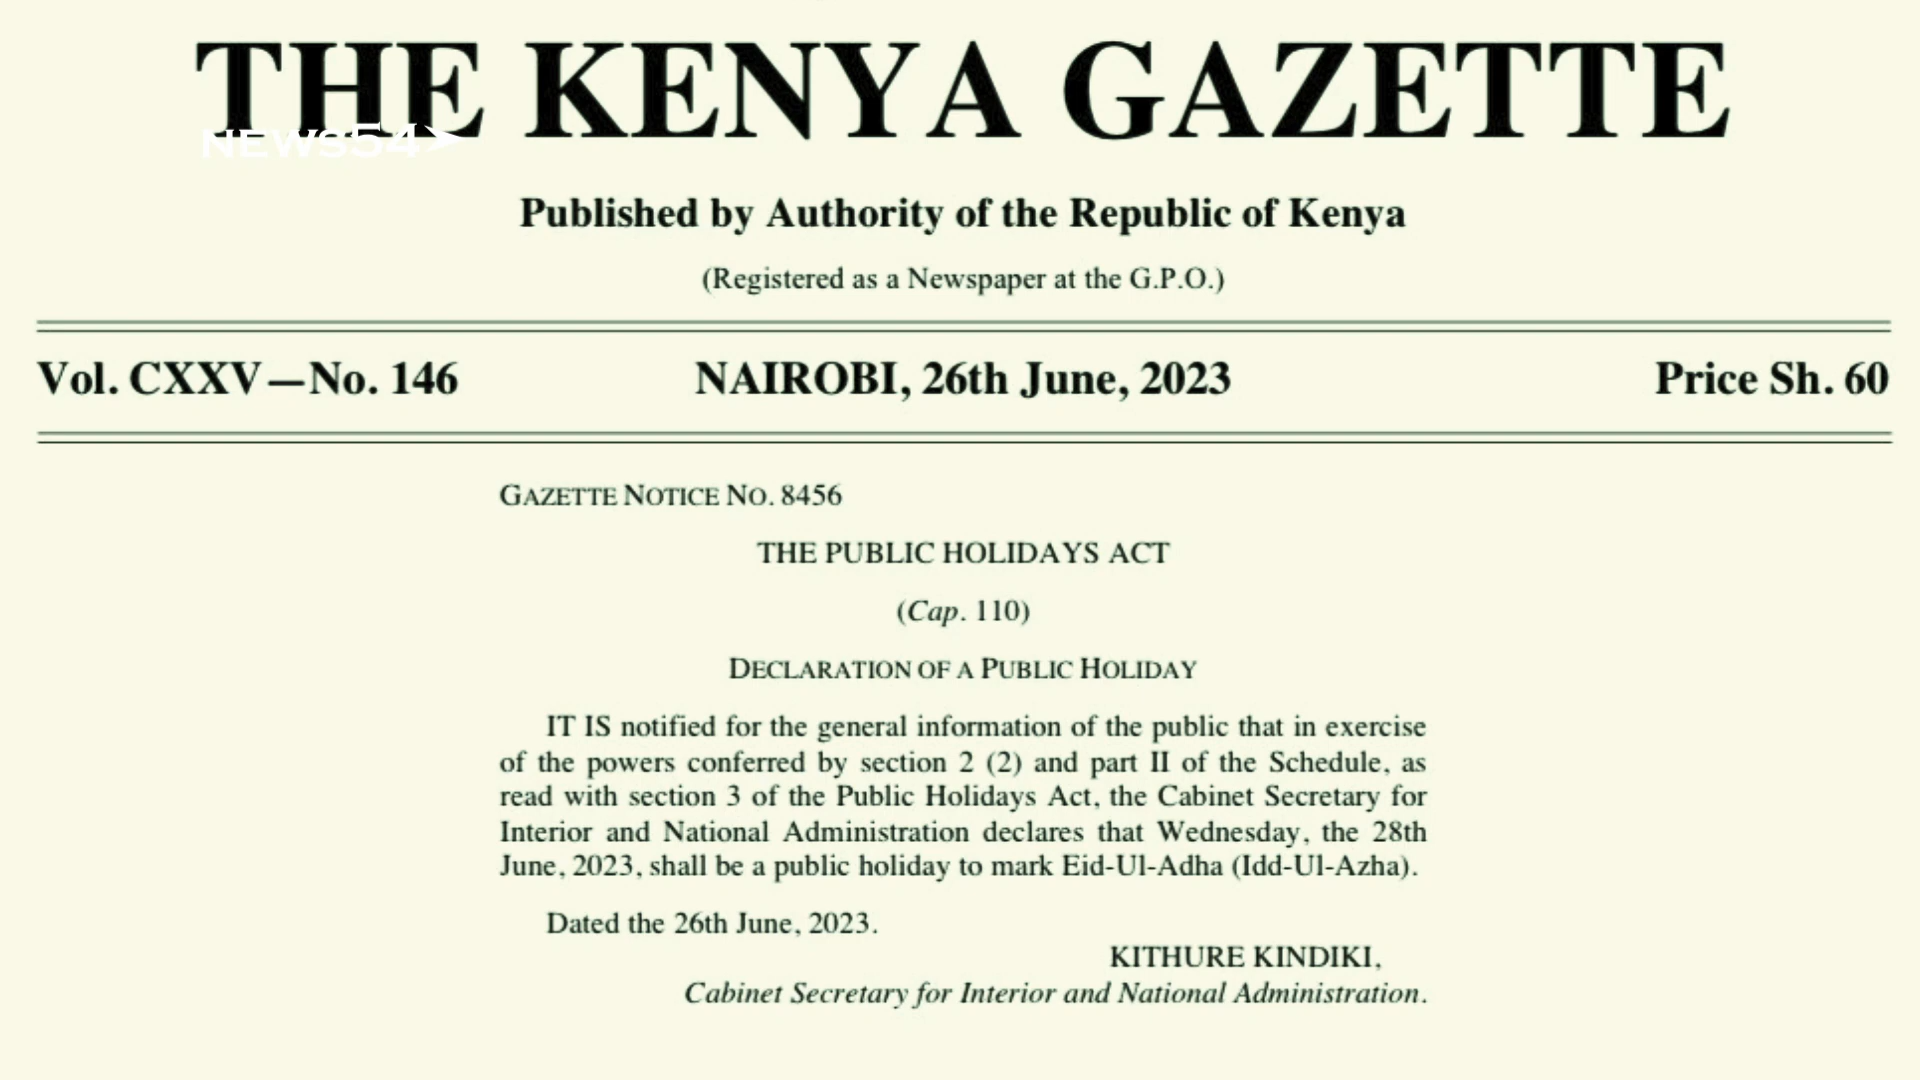 THE KENYA GAZETTE
NEWS54
Published by Authority of the Republic of Kenya
(Registered as a Newspaper at the G.P.O.)
Vol. CXXV—No. 146 NAIROBI, 26th June, 2023 Price Sh. 60
GAZETTE NOTICE NO. 8456
THE PUBLIC HOLIDAYS ACT
(Cap. 110)
DECLARATION OF A PUBLIC HOLIDAY
IT IS notified for the general information of the public that in exercise
of the powers conferred by section 2 (2) and part II of the Schedule, as
read with section 3 of the Public Holidays Act, the Cabinet Secretary for
Interior and National Administration declares that Wednesday, the 28th
June, 2023, shall be a public holiday to mark Eid-Ul-Adha (Idd-Ul-Azha).
Dated the 26th June, 2023.
KITHURE KINDIKI,
Cabinet Secretary for Interior and National Administration.